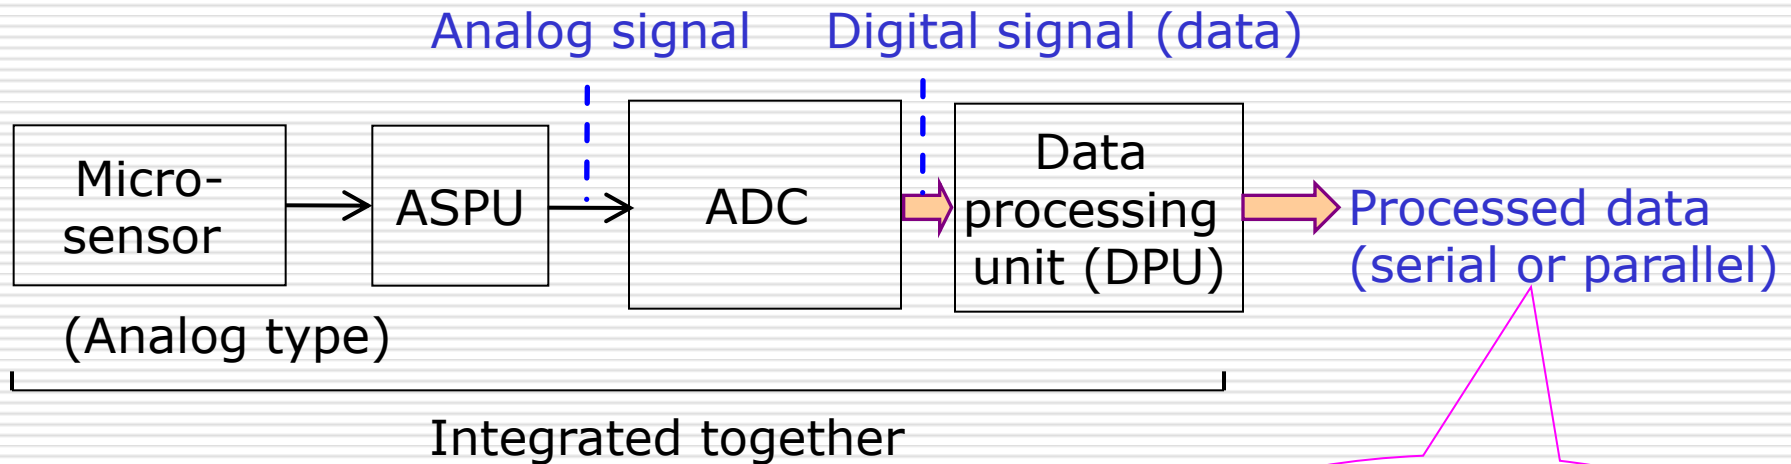 Analog signal
Digital signal (data)
Micro-
sensor
ASPU
ADC
Data
processing
unit (DPU)
Processed data
(serial or parallel)
(Analog type)
Integrated together